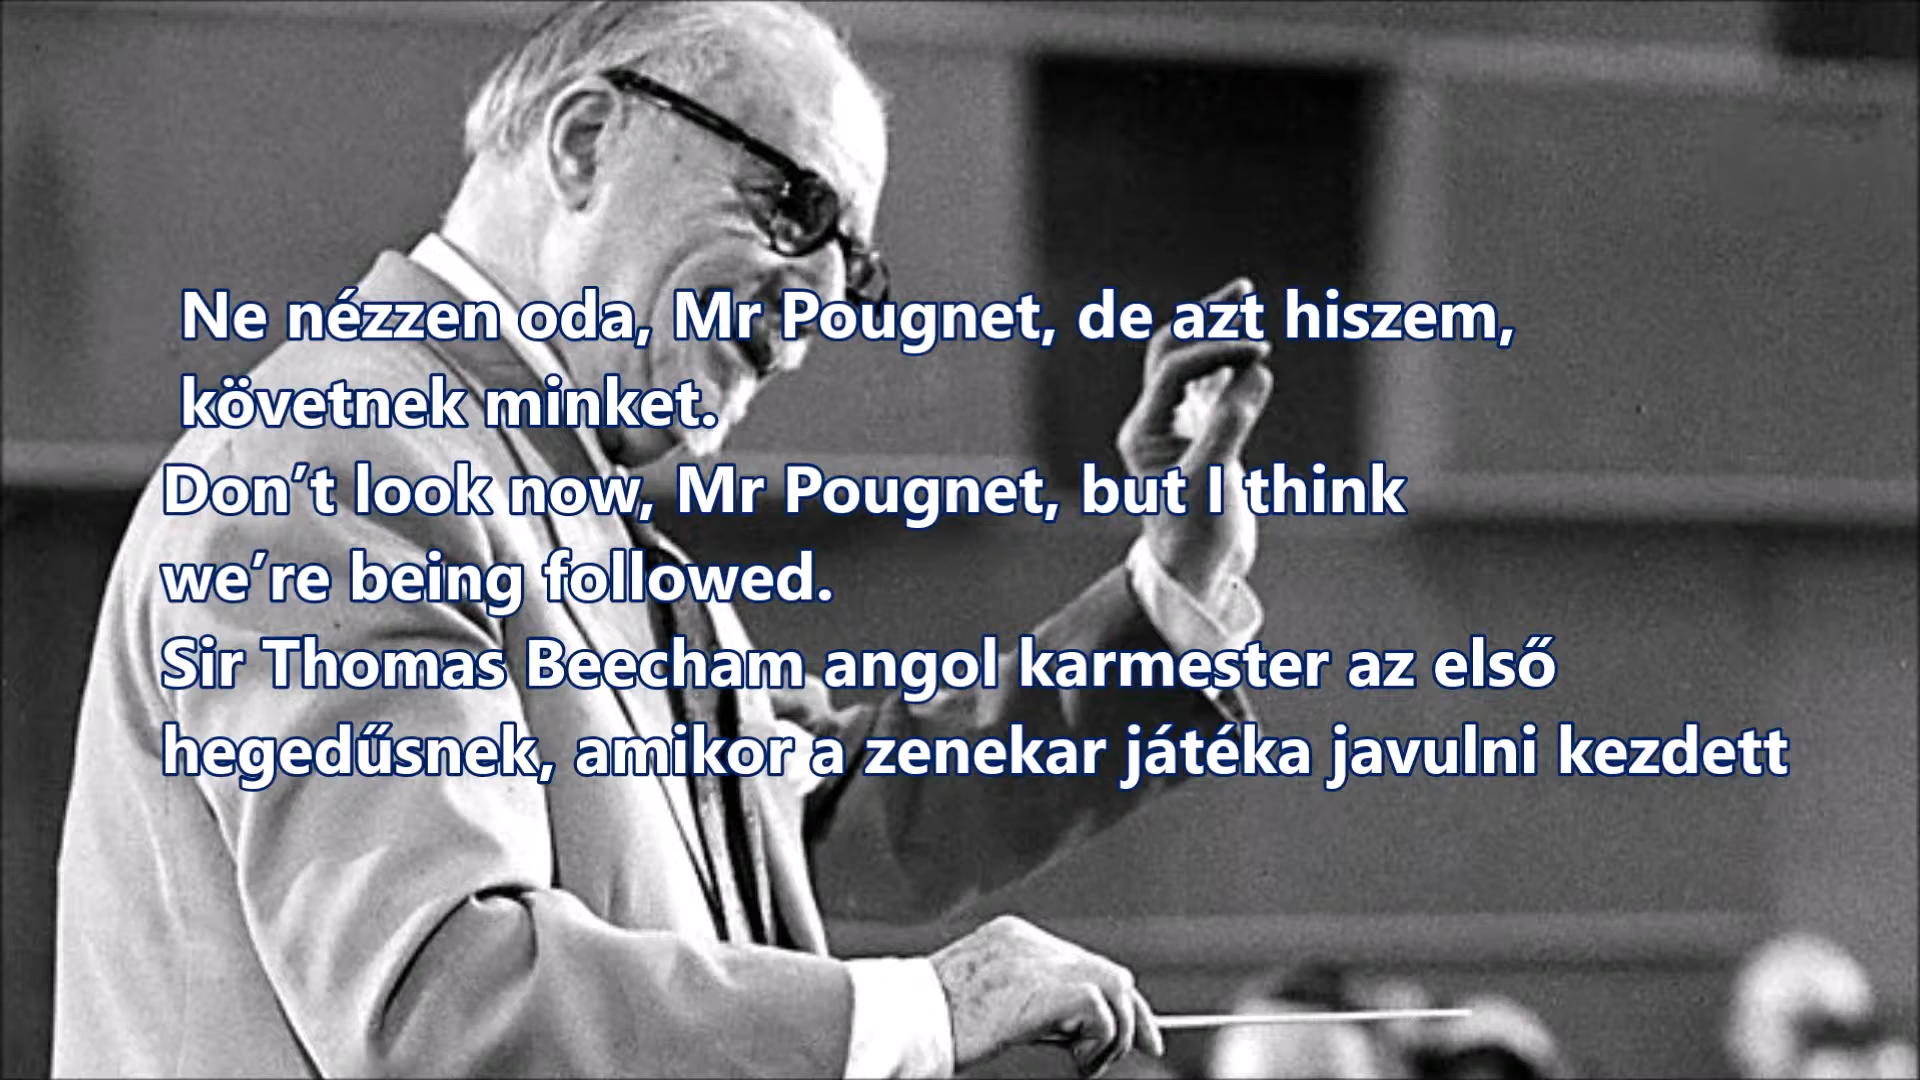 Ne nézzen oda, Mr Pougnet, de azt hiszem,
követnek minket.
Don’t look now, Mr Pougnet, but I think
we’re being followed.
Sir Thomas Beecham angol karmester az első
hegedűsnek, amikor a zenekar játéka javulni kezdett